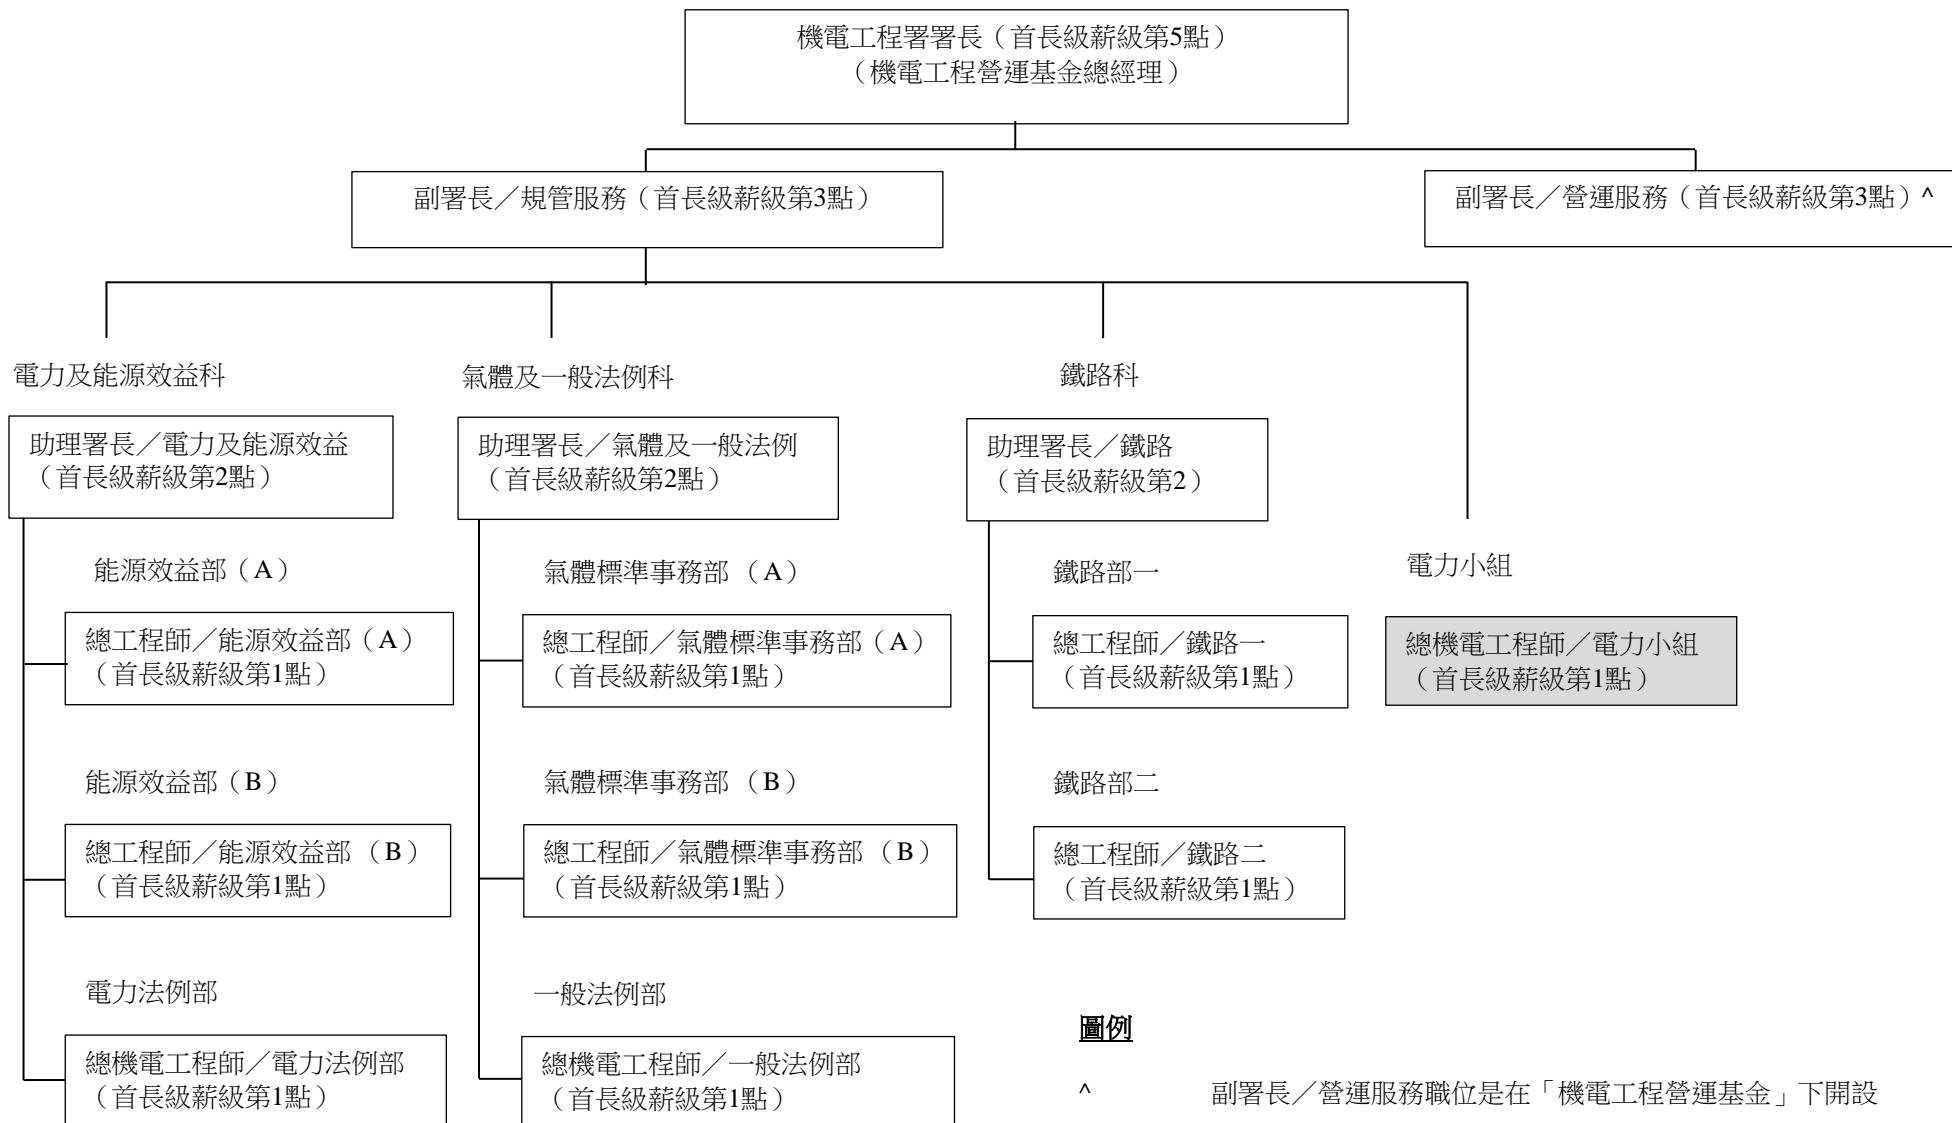 機電工程署署長（首長級薪級第5點）
（機電工程營運基金總經理）
副署長／規管服務（首長級薪級第3點）
副署長／營運服務（首長級薪級第3點）^
電力及能源效益科
氣體及一般法例科
鐵路科
助理署長／電力及能源效益
（首長級薪級第2點）
助理署長／氣體及一般法例
（首長級薪級第2點）
助理署長／鐵路
（首長級薪級第2）
能源效益部（A）
氣體標準事務部 （A）
鐵路部一
電力小組
總工程師／能源效益部（A）
（首長級薪級第1點）
總工程師／氣體標準事務部（A）
（首長級薪級第1點）
總工程師／鐵路一
（首長級薪級第1點）
總機電工程師／電力小組
（首長級薪級第1點）
能源效益部（B）
氣體標準事務部 （B）
鐵路部二
總工程師／能源效益部 （B）
（首長級薪級第1點）
總工程師／氣體標準事務部 （B）
（首長級薪級第1點）
總工程師／鐵路二
（首長級薪級第1點）
電力法例部
一般法例部
總機電工程師／電力法例部
（首長級薪級第1點）
總機電工程師／一般法例部
（首長級薪級第1點）
圖例
^ 副署長／營運服務職位是在「機電工程營運基金」下開設